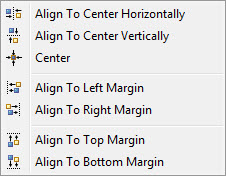 Align To Center Horizontally
Align To Center Vertically
Center
Align To Left Margin
Align To Right Margin
Align To Top Margin
Align To Bottom Margin